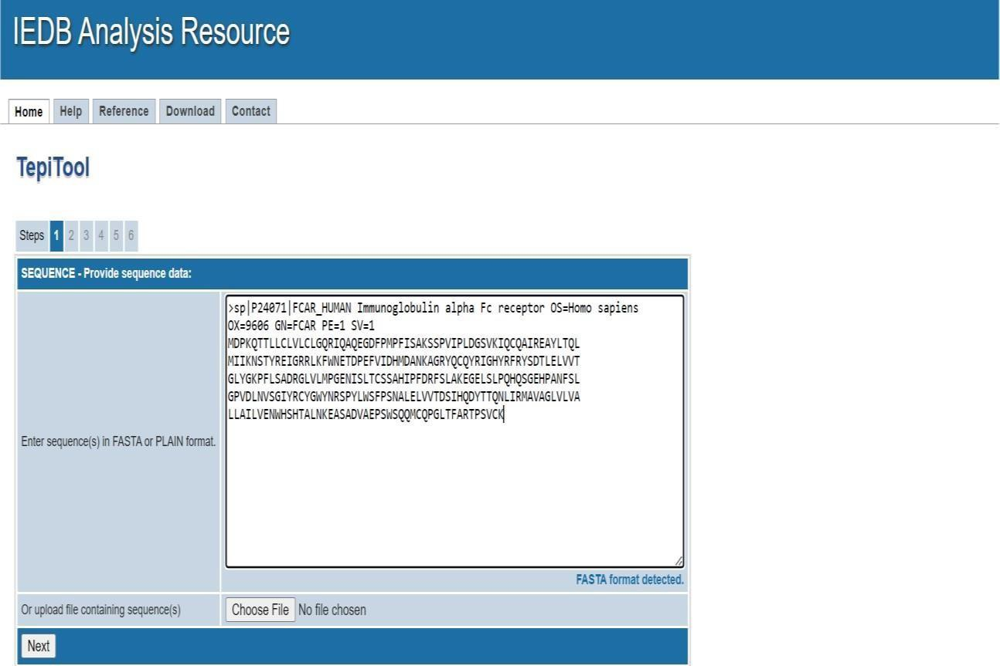 IEDB Analysis Resource
Home Help Reference Download Contact
TepiTool
Steps 1 2 3 4 5 6
SEQUENCE - Provide sequence data:
>sp|P24071|FCAR_HUMAN Immunoglobulin alpha Fc receptor OS=Homo sapiens
OX=9606 GN=FCAR PE=1 SV=1
MDPKQTTLLCLVLCLGQRIQAQEGDFPMPFISAKSSPVIPLDGSVKIQCQAIREAYLTQL
MIIKNSTYREIGRRLKFWNETDPEFVIDHMDANKAGRYQCQYRIGHYRFRYSDTLELVVT
GLYGKPFLSADRGLVLMPGENISLTCSSAHIPFDRFSLAKEGELSLPQHQSGEHPANFSL
GPVDLNVSGIYRCYGWYNRSPYLWSFPSNALELVVTDSIHQDYTTQNLIRMAVAGLVLVA
LLAILVENWHSHTALNKEASADVAEPSWSQQMCQPGLTFARTPSVCK
Enter sequence(s) in FASTA or PLAIN format.
FASTA format detected.
Or upload file containing sequence(s) Choose File No file chosen
Next